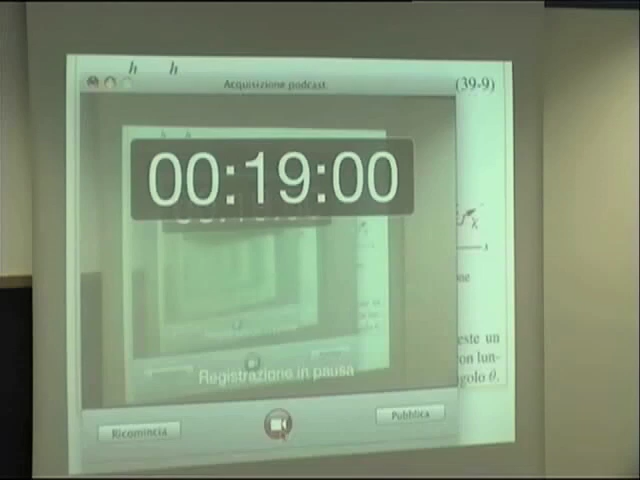 h h
Acquisizione podcast
(39-9)
00:19:00
ne
este un
on lun-
golo θ.
Registrazione in pausa
Ricomincia
Pubblica